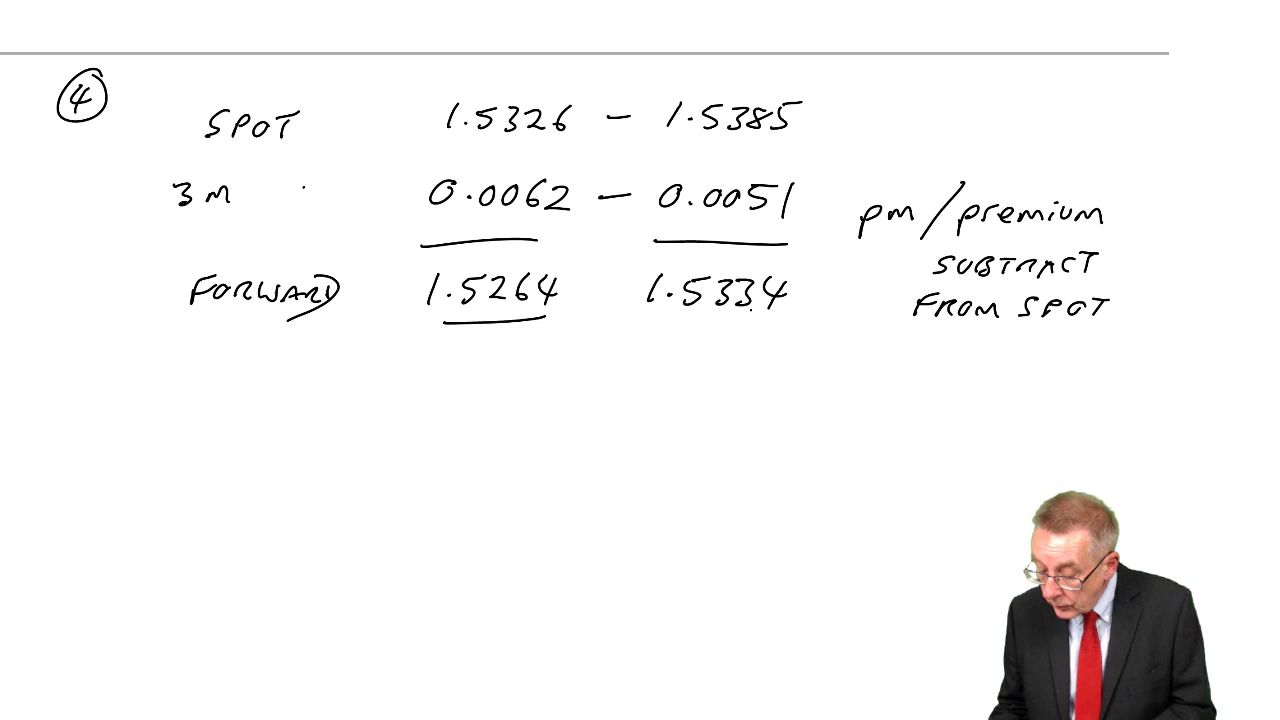 4
SPOT 1.5326 - 1.5385
3M 0.0062 - 0.0051 pm/premium
SUBTRACT
FORWARD 1.5264 1.5334 FROM SPOT